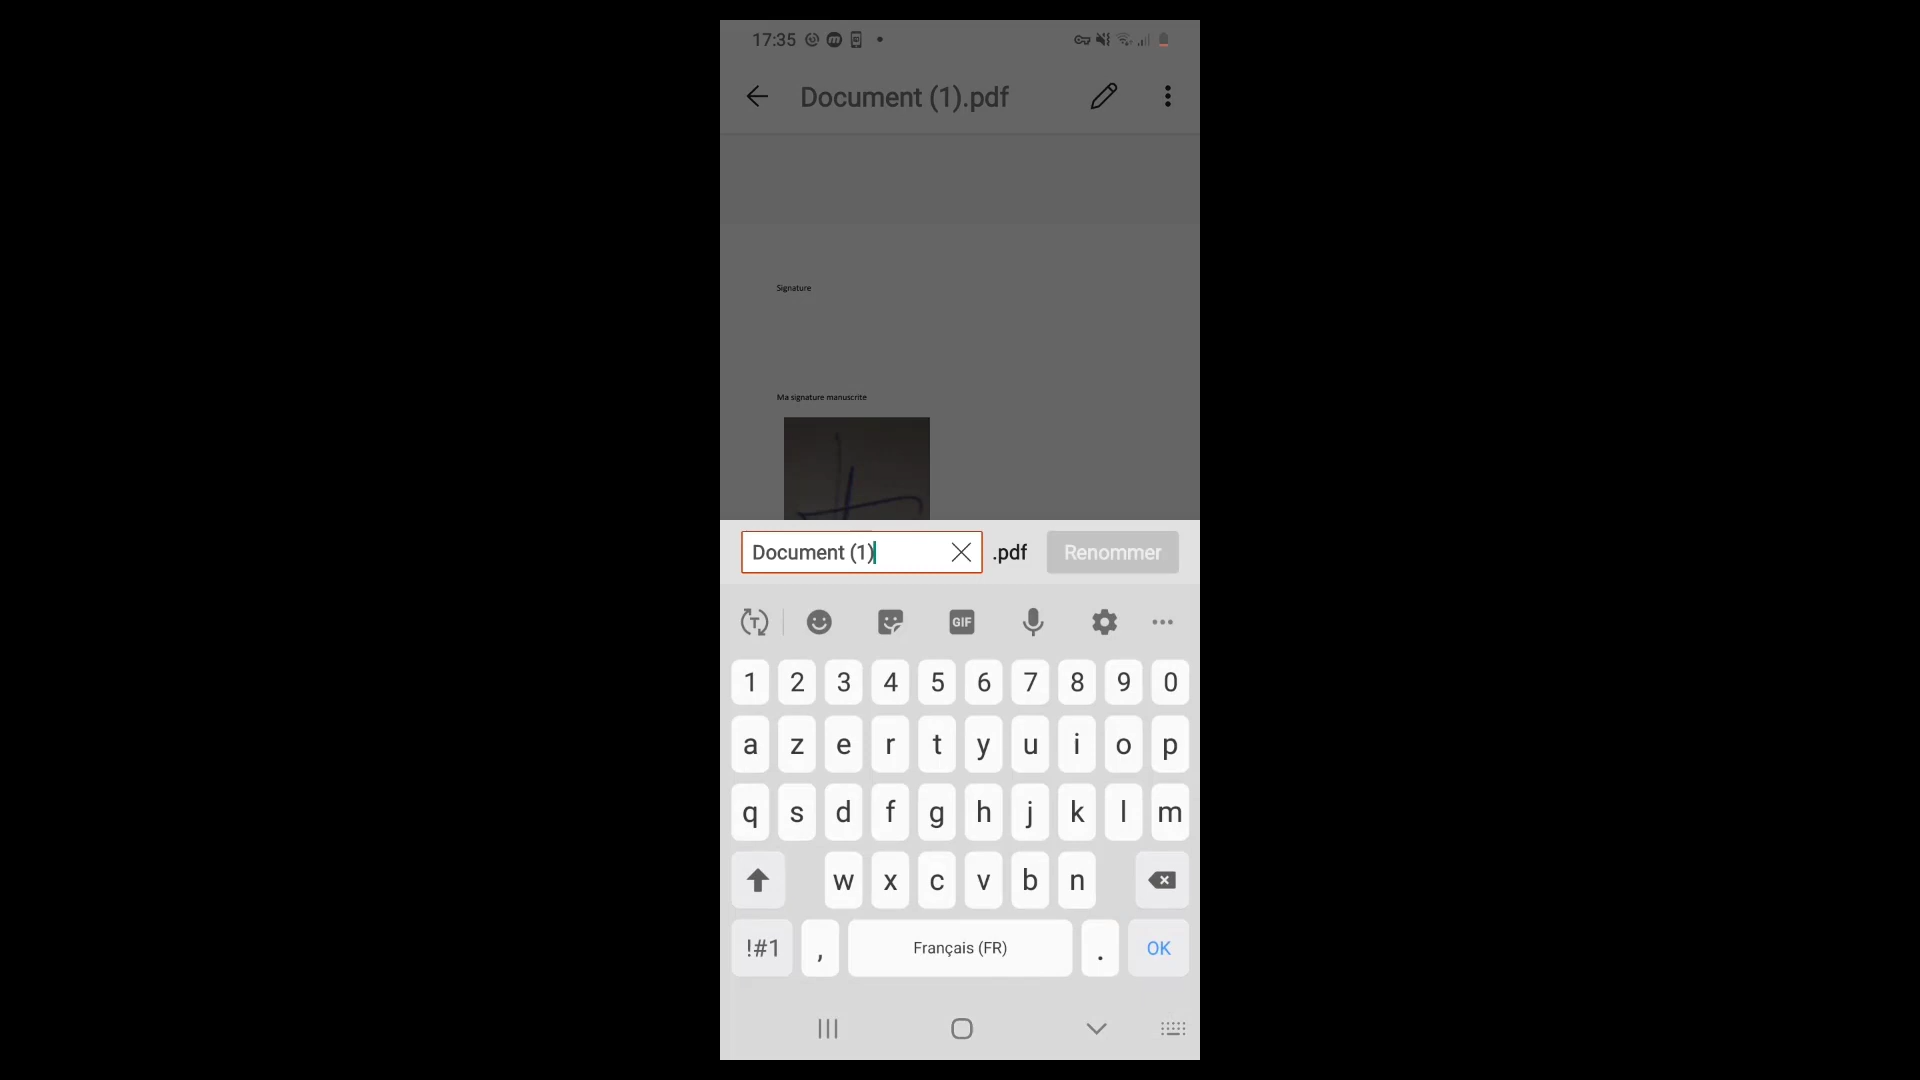 17:35
Document (1).pdf
Signature
Ma signature manuscrite
Document (1)
.pdf
Renommer
GIF
1 2 3 4 5 6 7 8 9 0
a z e r t y u i o p
q s d f g h j k l m
w x c v b n
!#1 , Français (FR) . OK